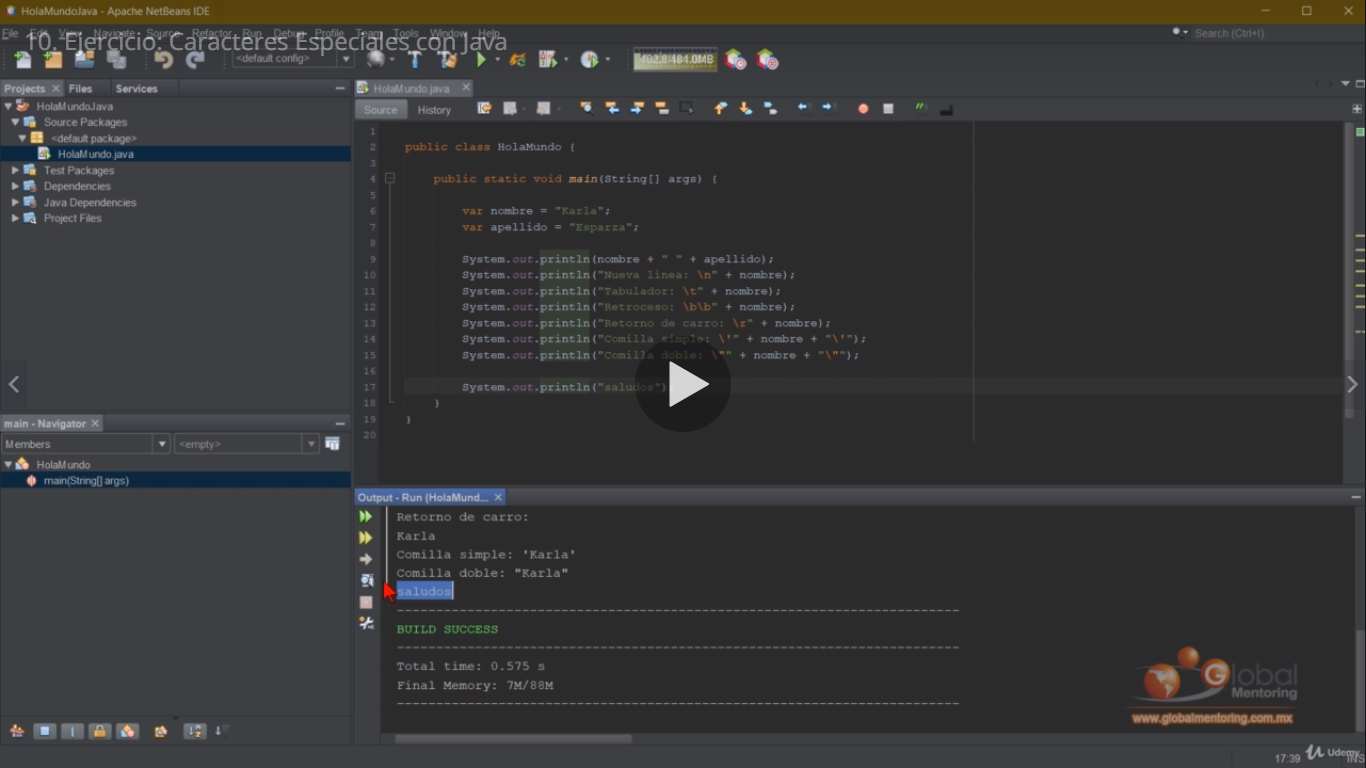 HolaMundoJava - Apache NetBeans IDE
File Edit View Navigate Source Refactor Run Debug Profile Team Tools Window Help
Search (Ctrl+I)
10. Ejercicio: Caracteres Especiales con Java
<default config>
402.8/484.0MB
Projects Files Services
HolaMundoJava
Source Packages
<default package>
HolaMundo.java
Test Packages
Dependencies
Java Dependencies
Project Files
HolaMundo.java
Source History
1
2 public class HolaMundo {
3
4 public static void main(String[] args) {
5
6 var nombre = "Karla";
7 var apellido = "Esparza";
8
9 System.out.println(nombre + " " + apellido);
10 System.out.println("Nueva linea: \n" + nombre);
11 System.out.println("Tabulador: \t" + nombre);
12 System.out.println("Retroceso: \b\b" + nombre);
13 System.out.println("Retorno de carro: \r" + nombre);
14 System.out.println("Comilla simple: \'" + nombre + "\'");
15 System.out.println("Comilla doble: \"" + nombre + "\"");
16
17 System.out.println("saludos");
18 }
19 }
20
main - Navigator
Members <empty>
HolaMundo
main(String[] args)
Output - Run (HolaMund...
Retorno de carro:
Karla
Comilla simple: 'Karla'
Comilla doble: "Karla"
saludos
------------------------------------------------------------------------
BUILD SUCCESS
------------------------------------------------------------------------
Total time: 0.575 s
Final Memory: 7M/88M
------------------------------------------------------------------------
Global
Mentoring
www.globalmentoring.com.mx
17:39 INS
Udemy